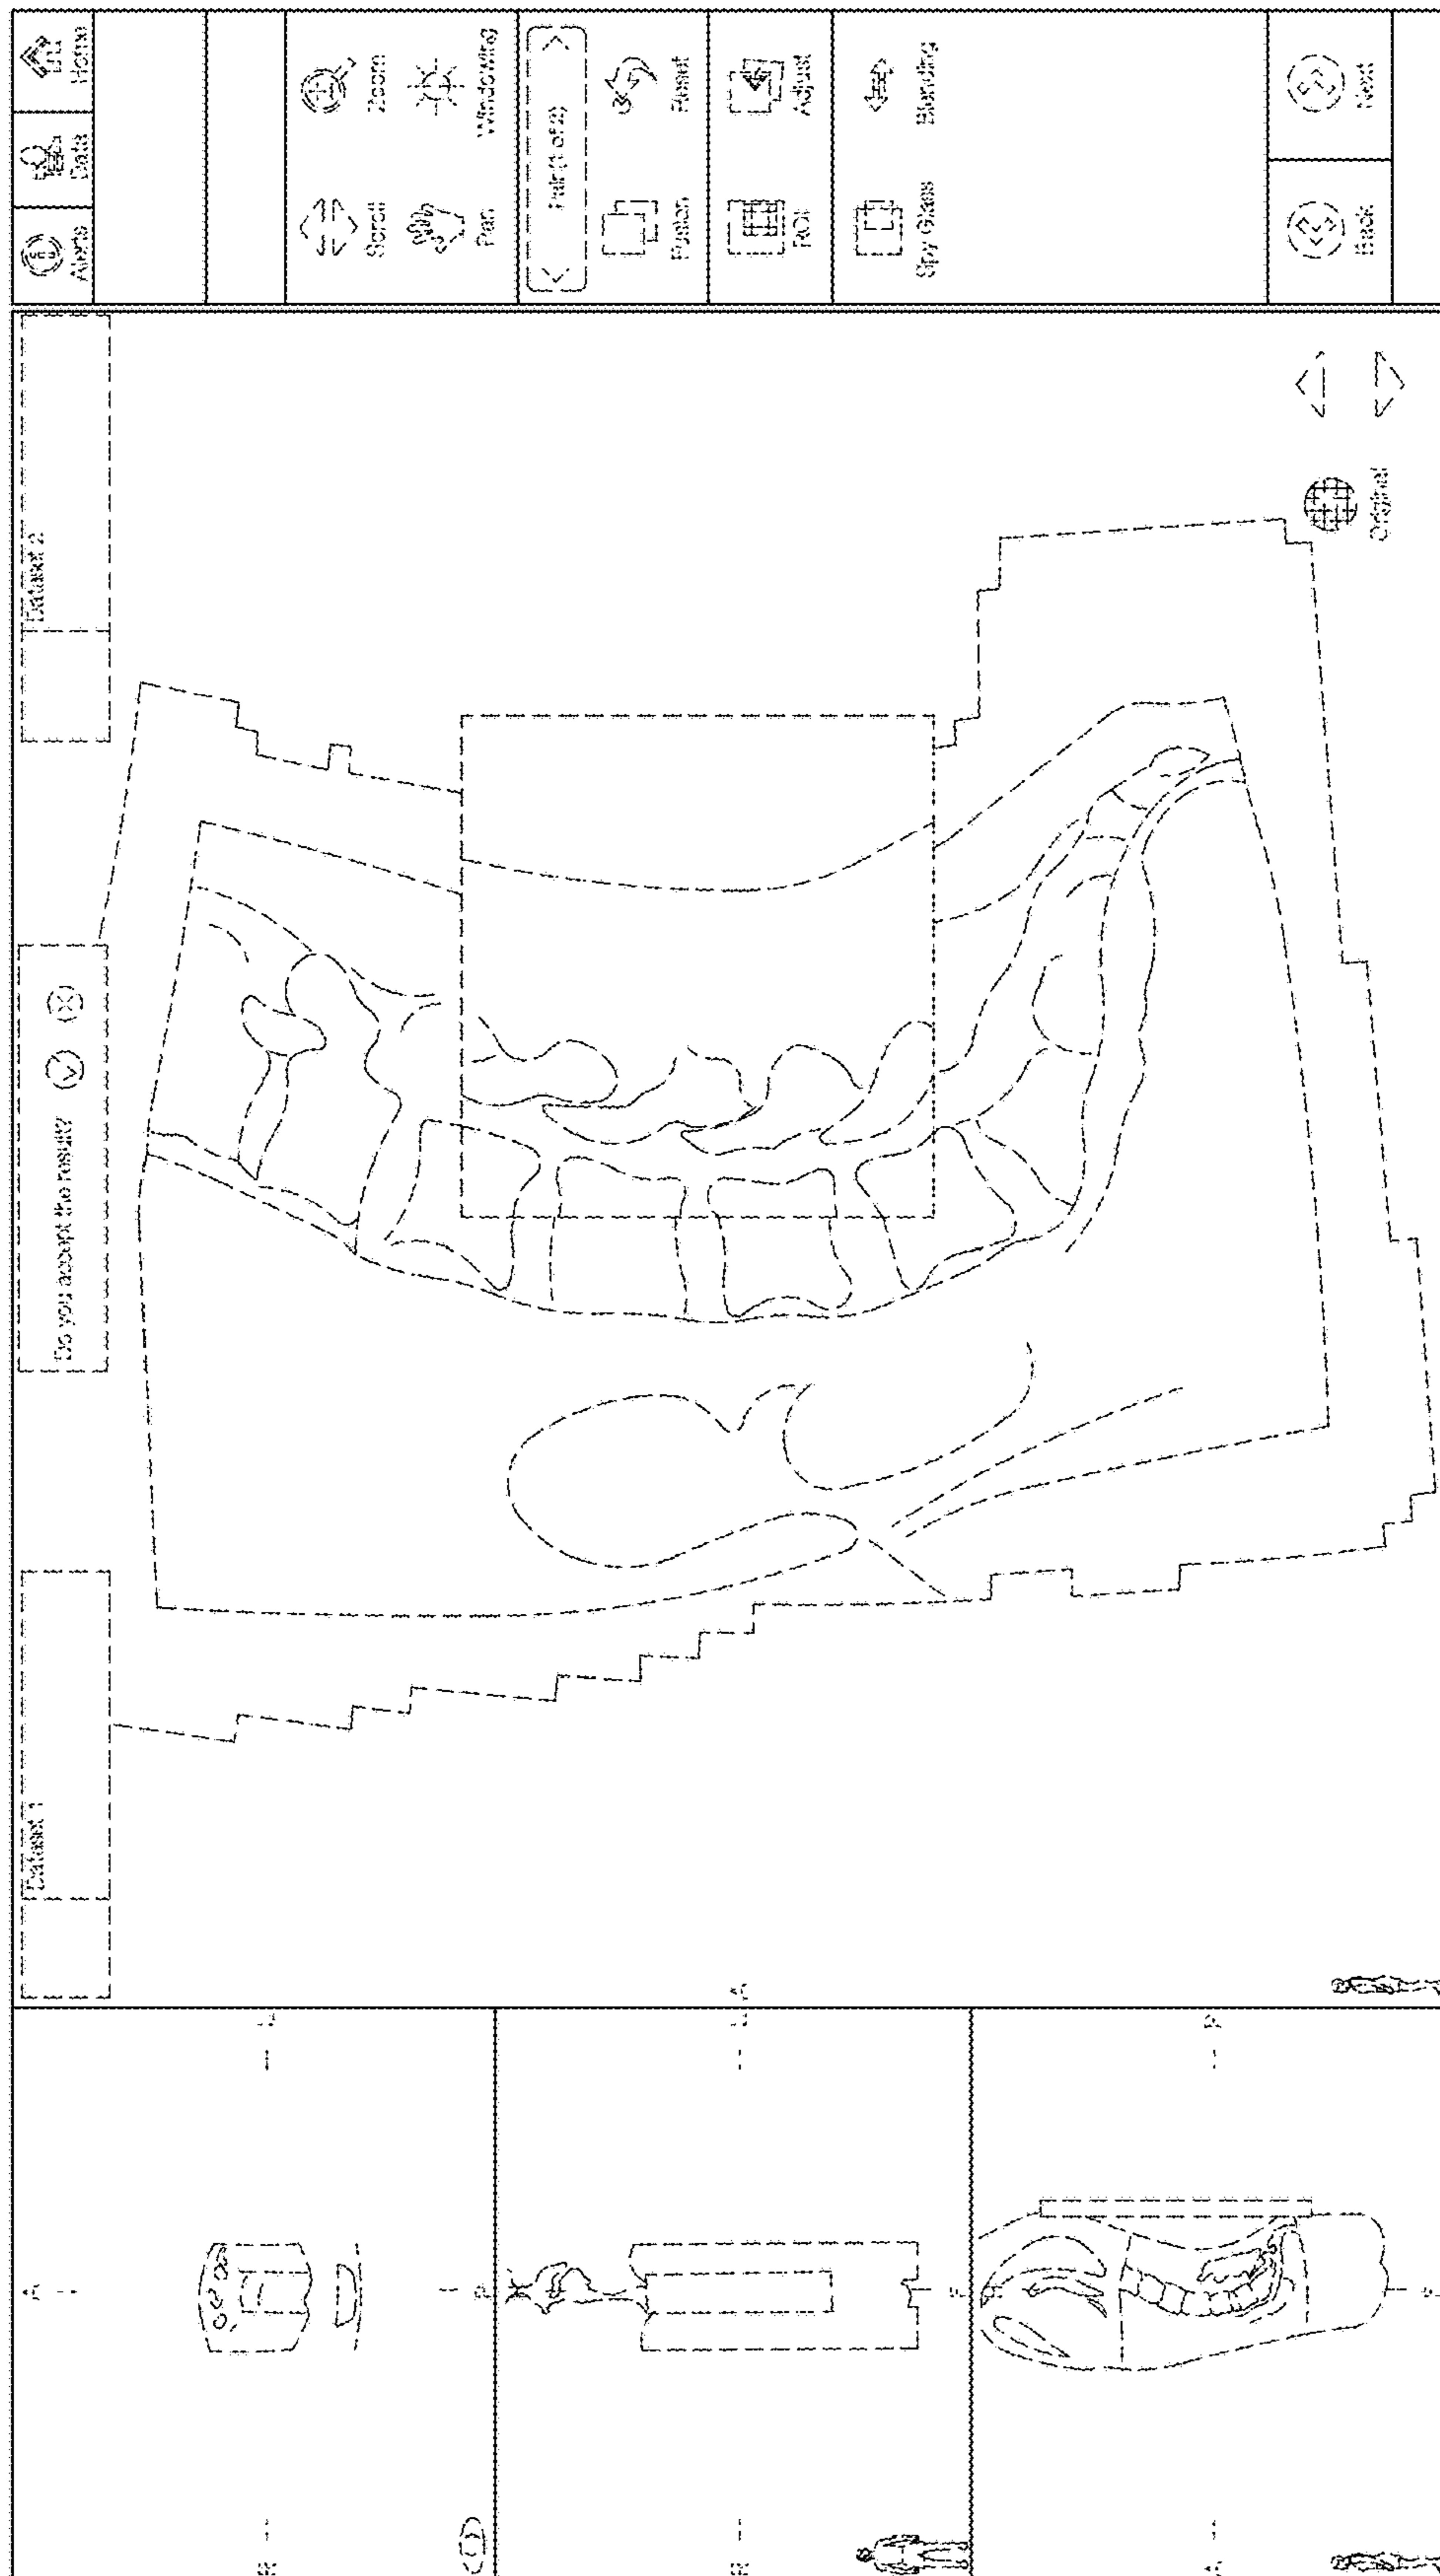 A
R
L
R
L
A
A
P
Dataset 1
Do you accept the result?
Dataset 2
Original
Alerts Data Home
Scroll Zoom
Pan Windowing
Pair(1 of 2)
Fusion Reset
ROI Adjust
Spy Glass Blending
Back Next